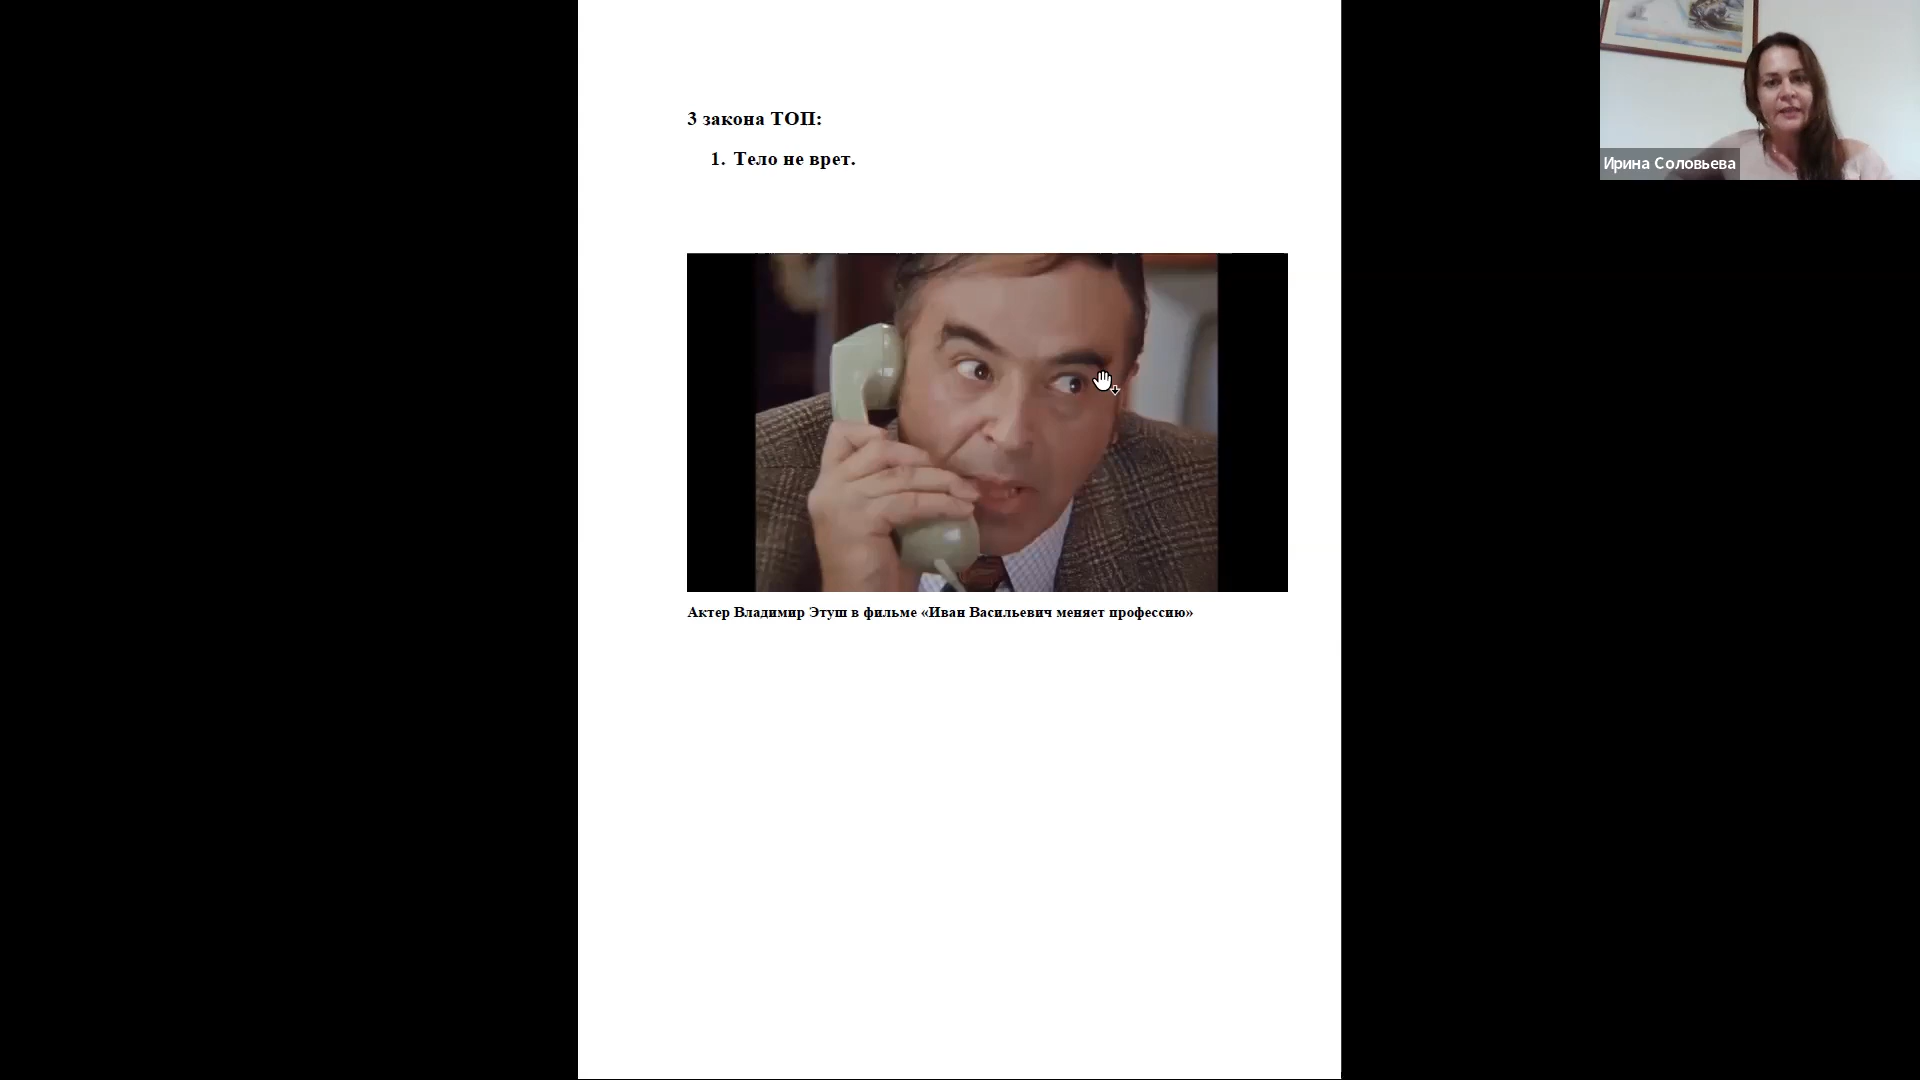 3 закона ТОП:
1. Тело не врет.
Ирина Соловьева
Актер Владимир Этуш в фильме «Иван Васильевич меняет профессию»